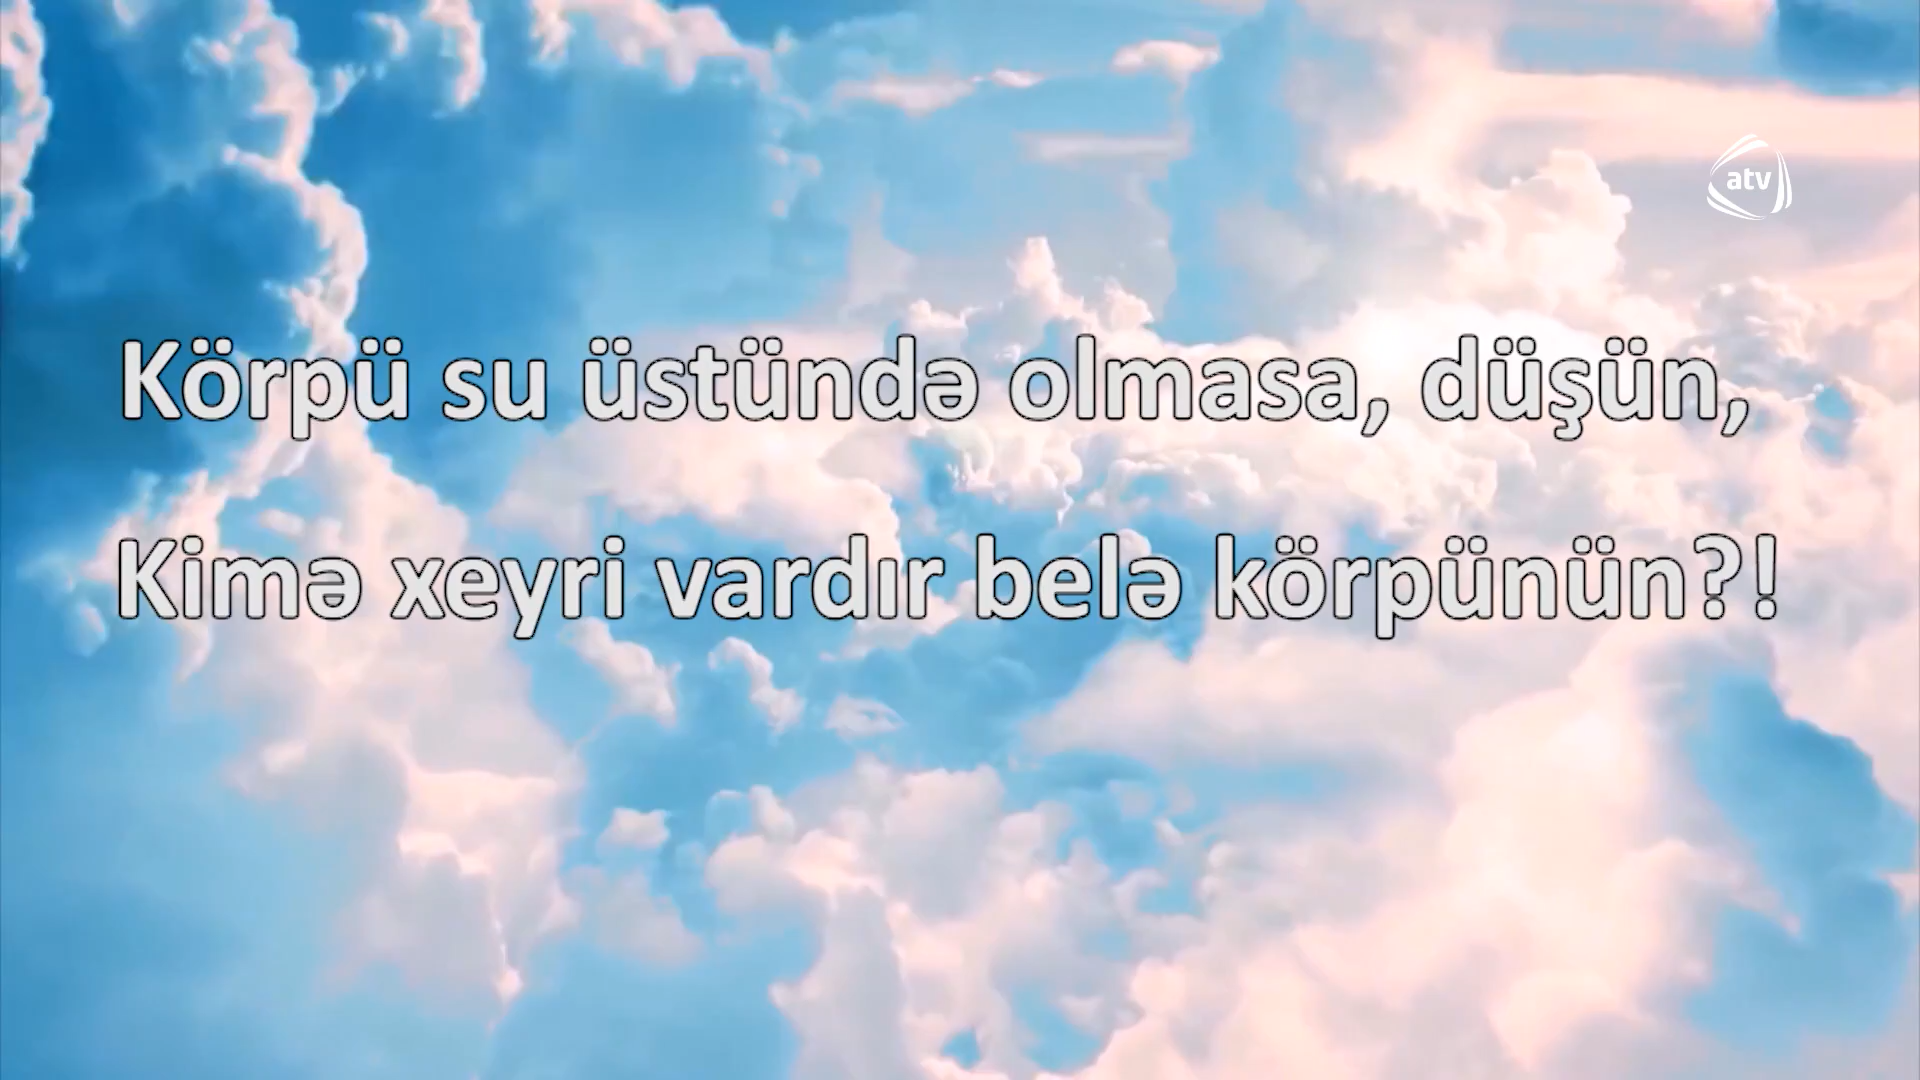 atv
Körpü su üstündə olmasa, düşün,
Kimə xeyri vardır belə körpünün?!